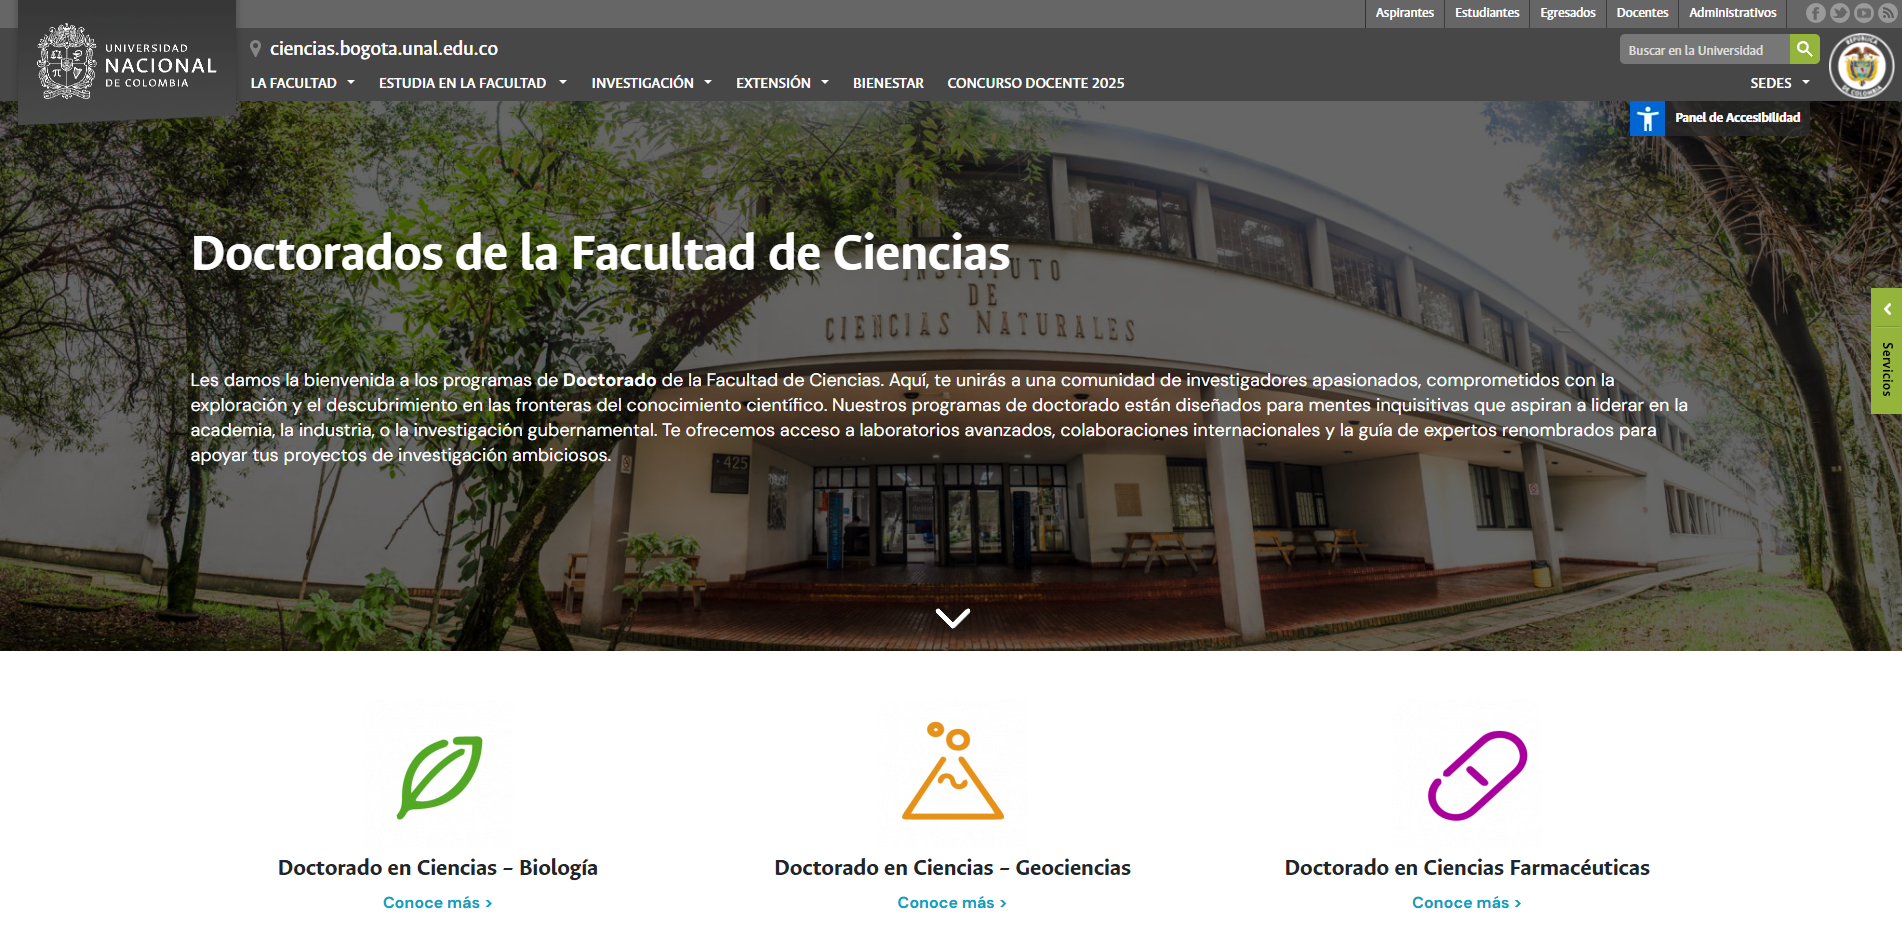 Aspirantes
Estudiantes
Egresados
Docentes
Administrativos
UNIVERSIDAD
NACIONAL
DE COLOMBIA
ciencias.bogota.unal.edu.co
Buscar en la Universidad
REPÚBLICA
DE COLOMBIA
LA FACULTAD
ESTUDIA EN LA FACULTAD
INVESTIGACIÓN
EXTENSIÓN
BIENESTAR
CONCURSO DOCENTE 2025
SEDES
Panel de Accesibilidad
Doctorados de la Facultad de Ciencias
INSTITUTO
DE
CIENCIAS NATURALES
Servicios
Les damos la bienvenida a los programas de Doctorado de la Facultad de Ciencias. Aquí, te unirás a una comunidad de investigadores apasionados, comprometidos con la
exploración y el descubrimiento en las fronteras del conocimiento científico. Nuestros programas de doctorado están diseñados para mentes inquisitivas que aspiran a liderar en la
academia, la industria, o la investigación gubernamental. Te ofrecemos acceso a laboratorios avanzados, colaboraciones internacionales y la guía de expertos renombrados para
apoyar tus proyectos de investigación ambiciosos.
425
Doctorado en Ciencias – Biología
Conoce más >
Doctorado en Ciencias – Geociencias
Conoce más >
Doctorado en Ciencias Farmacéuticas
Conoce más >